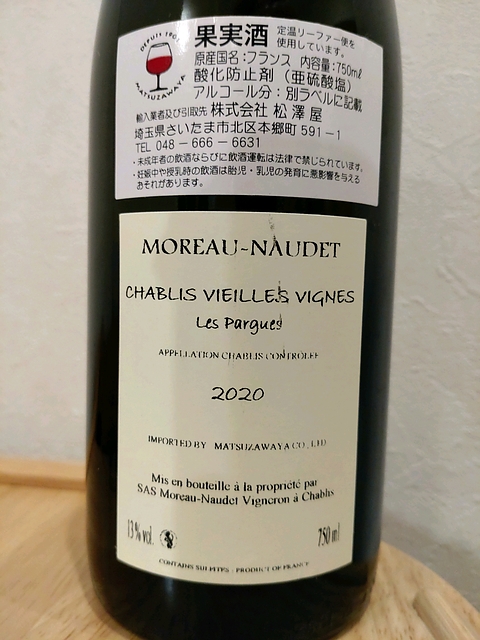 DEPUIS 1901
MATSUZAWAYA
果実酒 定温リーファー便を
使用しています。
原産国名:フランス 内容量:750㎖
酸化防止剤(亜硫酸塩)
アルコール分:別ラベルに記載
輸入業者及び引取先 株式会社 松澤屋
埼玉県さいたま市北区本郷町591-1
TEL 048-666-6631
・未成年者の飲酒ならびに飲酒運転は法律で禁じられています。
・妊娠中や授乳時の飲酒は胎児・乳児の発育に悪影響を与える
おそれがあります。
MOREAU-NAUDET
CHABLIS VIEILLES VIGNES
Les Pargues
APPELLATION CHABLIS CONTRÔLÉE
2020
IMPORTED BY MATSUZAWAYA CO., LTD
Mis en bouteille à la propriété par
SAS Moreau-Naudet Vigneron à Chablis
13% vol. 750 ml
CONTAINS SULFITES - PRODUCT OF FRANCE